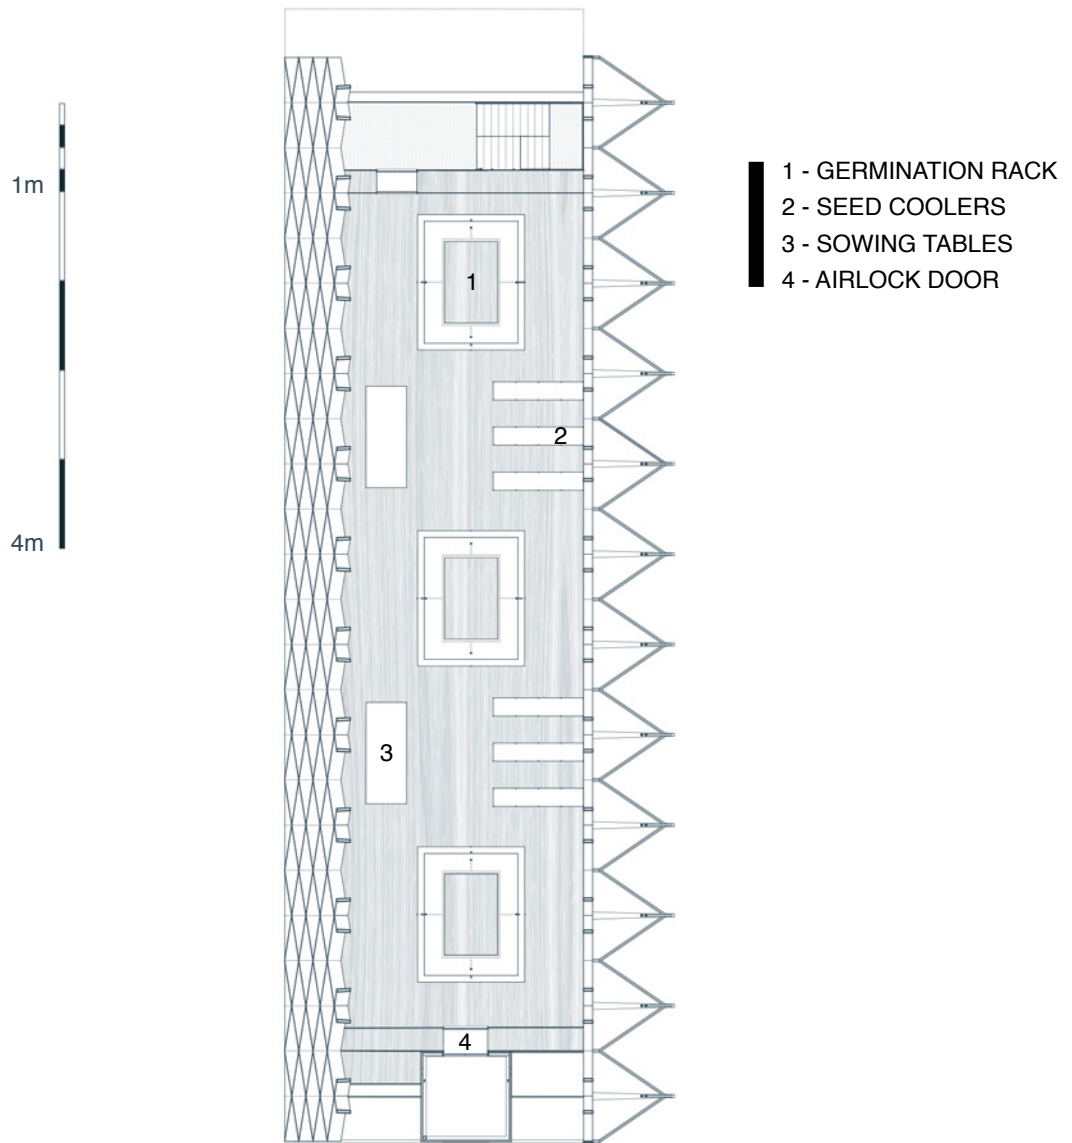 1m
4m
1 - GERMINATION RACK
2 - SEED COOLERS
3 - SOWING TABLES
4 - AIRLOCK DOOR
1
2
3
4